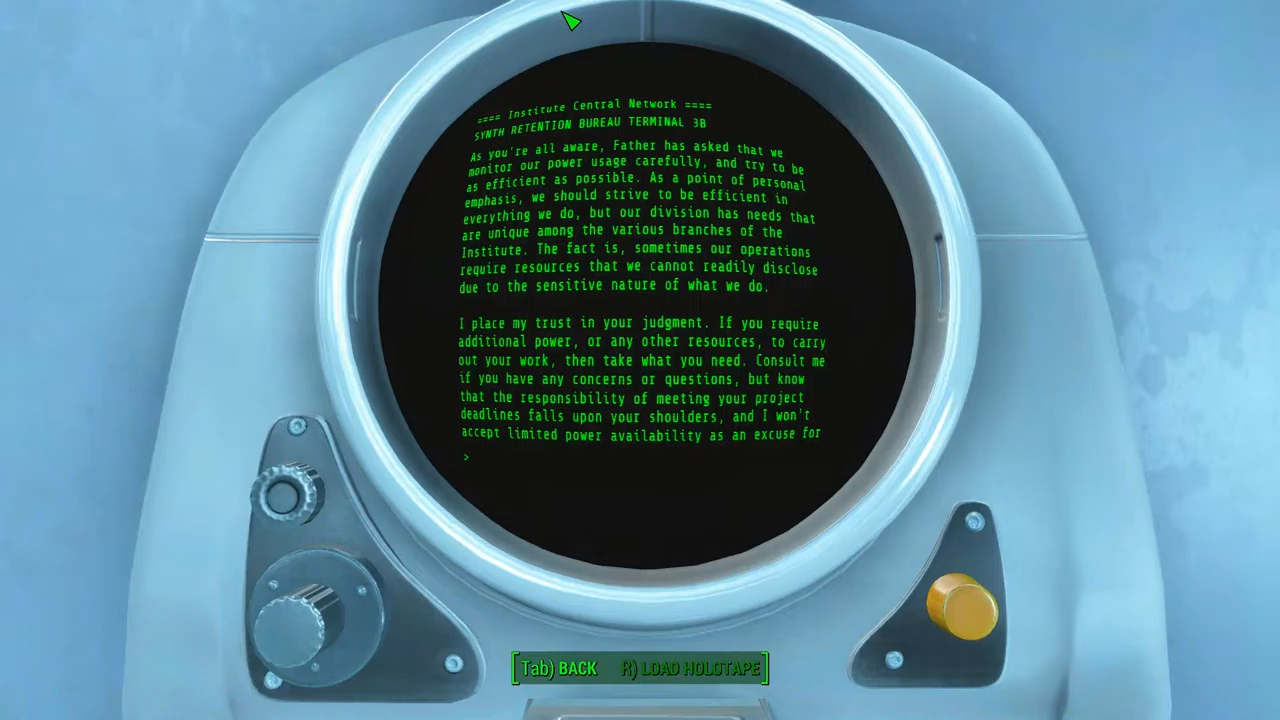 ==== Institute Central Network ====
SYNTH RETENTION BUREAU TERMINAL 3B
As you're all aware, Father has asked that we
monitor our power usage carefully, and try to be
as efficient as possible. As a point of personal
emphasis, we should strive to be efficient in
everything we do, but our division has needs that
are unique among the various branches of the
Institute. The fact is, sometimes our operations
require resources that we cannot readily disclose
due to the sensitive nature of what we do.
I place my trust in your judgment. If you require
additional power, or any other resources, to carry
out your work, then take what you need. Consult me
if you have any concerns or questions, but know
that the responsibility of meeting your project
deadlines falls upon your shoulders, and I won't
accept limited power availability as an excuse for
>
[Tab) BACK R) LOAD HOLOTAPE]